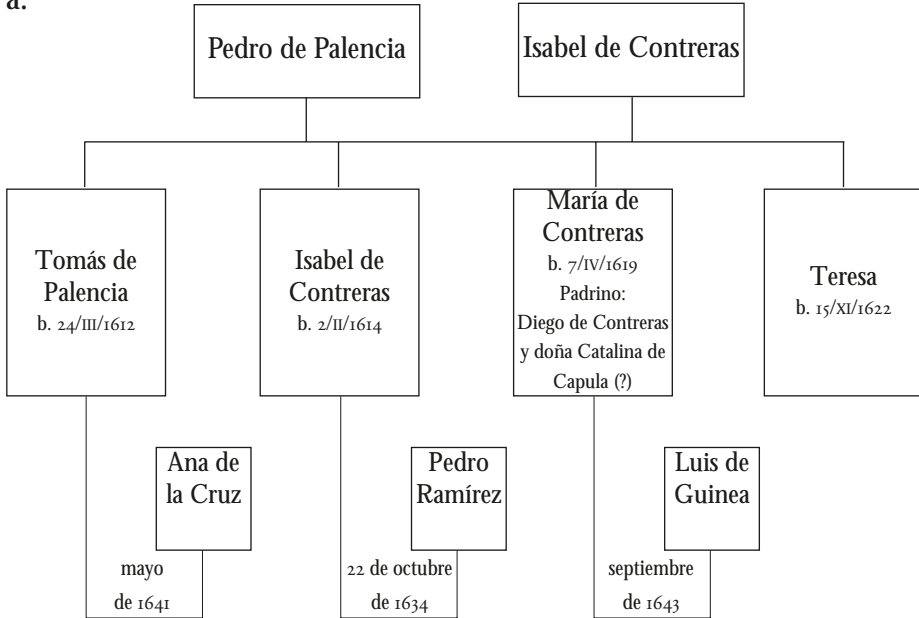 a.
Pedro de Palencia
Isabel de Contreras
Tomás de
Palencia
b. 24/III/1612
Isabel de
Contreras
b. 2/II/1614
María de
Contreras
b. 7/IV/1619
Padrino:
Diego de Contreras
y doña Catalina de
Capula (?)
Teresa
b. 15/XI/1622
Ana de
la Cruz
mayo
de 1641
Pedro
Ramírez
22 de octubre
de 1634
Luis de
Guinea
septiembre
de 1643